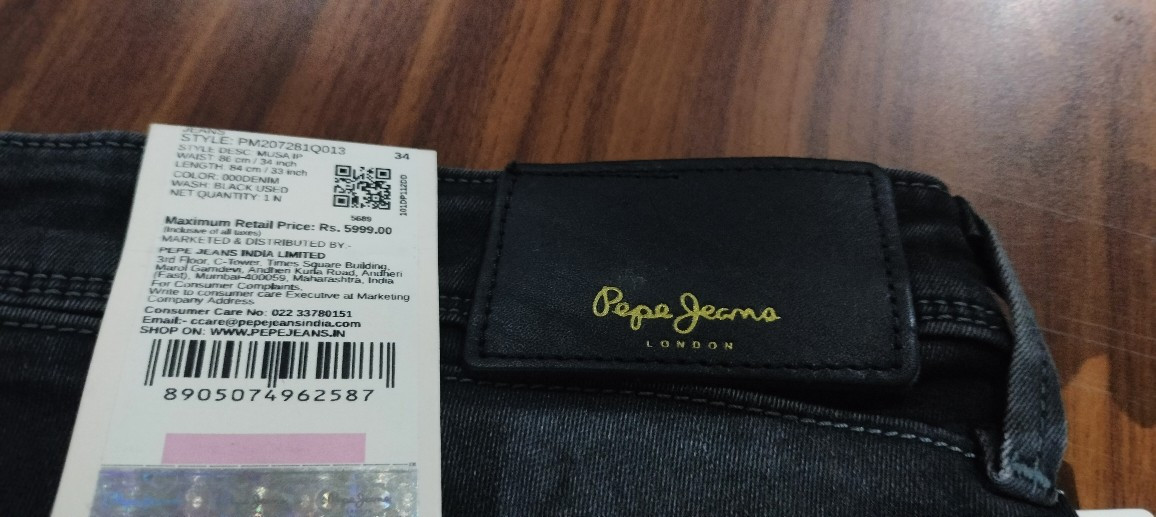 JEANS
STYLE: PM207281Q013
34
STYLE DESC: MUSA IP
WAIST: 86 cm / 34 inch
LENGTH: 84 cm / 33 inch
COLOR: 000DENIM
WASH: BLACK USED
NET QUANTITY: 1 N
5689
Maximum Retail Price: Rs. 5999.00
(Inclusive of all taxes)
MARKETED & DISTRIBUTED BY:-
PEPE JEANS INDIA LIMITED
3rd Floor, C-Tower, Times Square Building,
Marol Gamdevi, Andheri Kurla Road, Andheri
(East), Mumbai-400059, Maharashtra, India
For Consumer Complaints,
Write to consumer care Executive at Marketing
Company Address
Consumer Care No: 022 33780151
Email:- ccare@pepejeansindia.com
SHOP ON: WWW.PEPEJEANS.IN
8905074962587
Pepe Jeans
LONDON